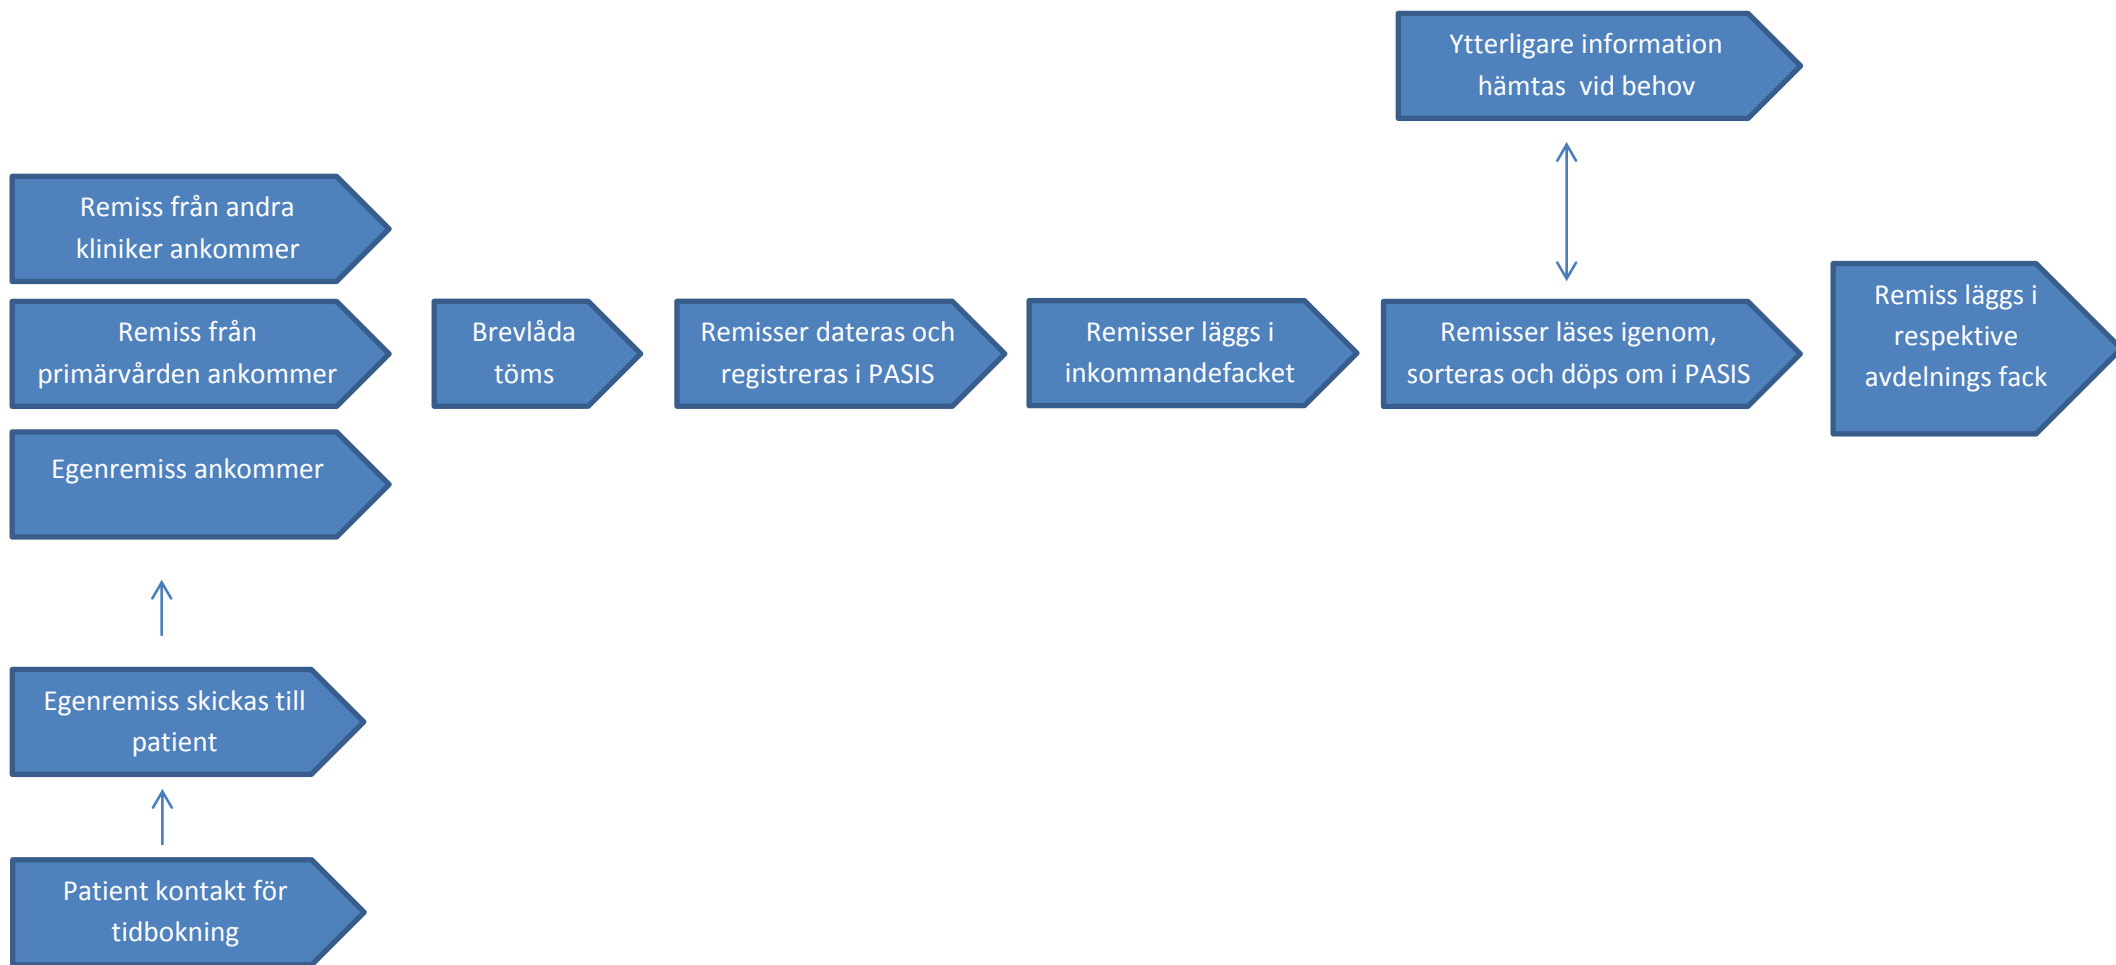 Ytterligare information
hämtas vid behov
Remiss från andra
kliniker ankommer
Remiss från
primärvården ankommer
Egenremiss ankommer
Brevlåda
töms
Remisser dateras och
registreras i PASIS
Remisser läggs i
inkommandefacket
Remisser läses igenom,
sorteras och döps om i PASIS
Remiss läggs i
respektive
avdelnings fack
Egenremiss skickas till
patient
Patient kontakt för
tidbokning